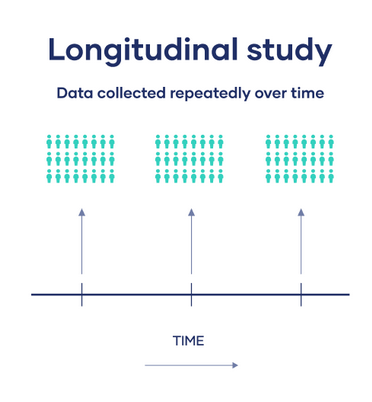 Longitudinal study
Data collected repeatedly over time
TIME